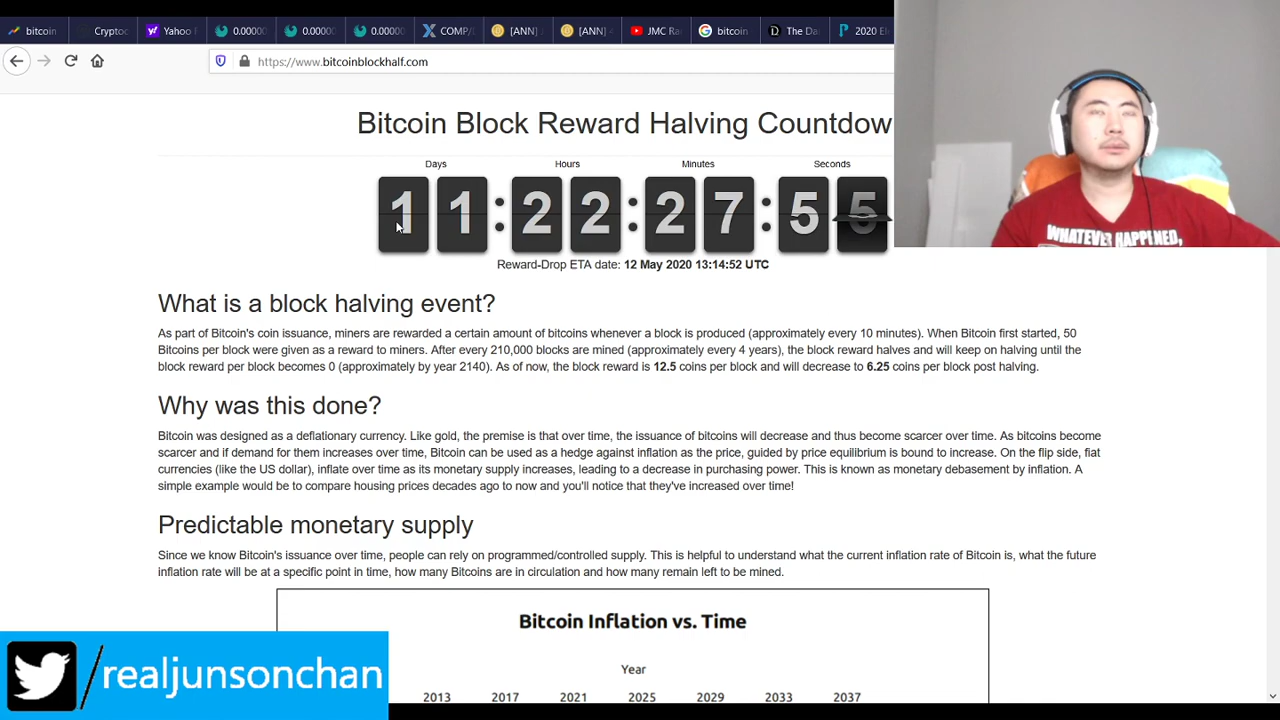 bitcoin
Cryptoc
Yahoo
0.00000
0.00000
0.00000
COMP/
[ANN]
[ANN]
JMC Ra
bitcoin
The Da
2020 El
https://www.bitcoinblockhalf.com
Bitcoin Block Reward Halving Countdow
Days Hours Minutes Seconds
11:22:27:55
Reward-Drop ETA date: 12 May 2020 13:14:52 UTC
WHATEVER HAPPENED,
What is a block halving event?
As part of Bitcoin's coin issuance, miners are rewarded a certain amount of bitcoins whenever a block is produced (approximately every 10 minutes). When Bitcoin first started, 50
Bitcoins per block were given as a reward to miners. After every 210,000 blocks are mined (approximately every 4 years), the block reward halves and will keep on halving until the
block reward per block becomes 0 (approximately by year 2140). As of now, the block reward is 12.5 coins per block and will decrease to 6.25 coins per block post halving.
Why was this done?
Bitcoin was designed as a deflationary currency. Like gold, the premise is that over time, the issuance of bitcoins will decrease and thus become scarcer over time. As bitcoins become
scarcer and if demand for them increases over time, Bitcoin can be used as a hedge against inflation as the price, guided by price equilibrium is bound to increase. On the flip side, fiat
currencies (like the US dollar), inflate over time as its monetary supply increases, leading to a decrease in purchasing power. This is known as monetary debasement by inflation. A
simple example would be to compare housing prices decades ago to now and you'll notice that they've increased over time!
Predictable monetary supply
Since we know Bitcoin's issuance over time, people can rely on programmed/controlled supply. This is helpful to understand what the current inflation rate of Bitcoin is, what the future
inflation rate will be at a specific point in time, how many Bitcoins are in circulation and how many remain left to be mined.
Bitcoin Inflation vs. Time
Year
2013 2017 2021 2025 2029 2033 2037
/realjunsonchan